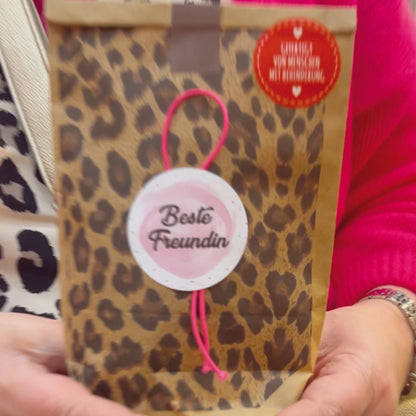 GEFERTIGT
VON MENSCHEN
MIT BEHINDERUNG
Beste
Freundin